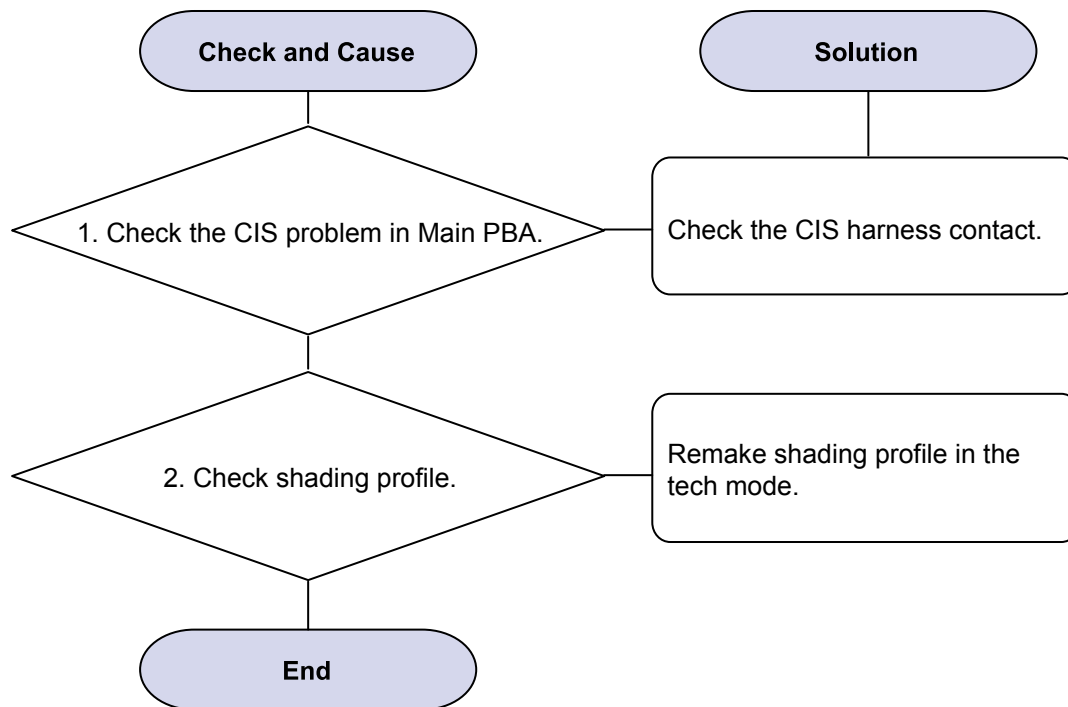 Check and Cause
Solution
1. Check the CIS problem in Main PBA.
Check the CIS harness contact.
2. Check shading profile.
Remake shading profile in the
tech mode.
End